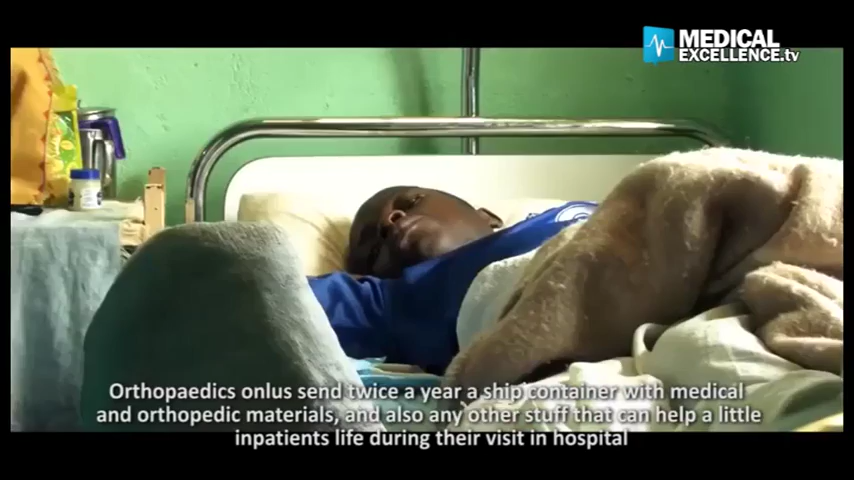 MEDICAL
EXCELLENCE.tv
Orthopaedics onlus send twice a year a ship container with medical
and orthopedic materials, and also any other stuff that can help a little
inpatients life during their visit in hospital